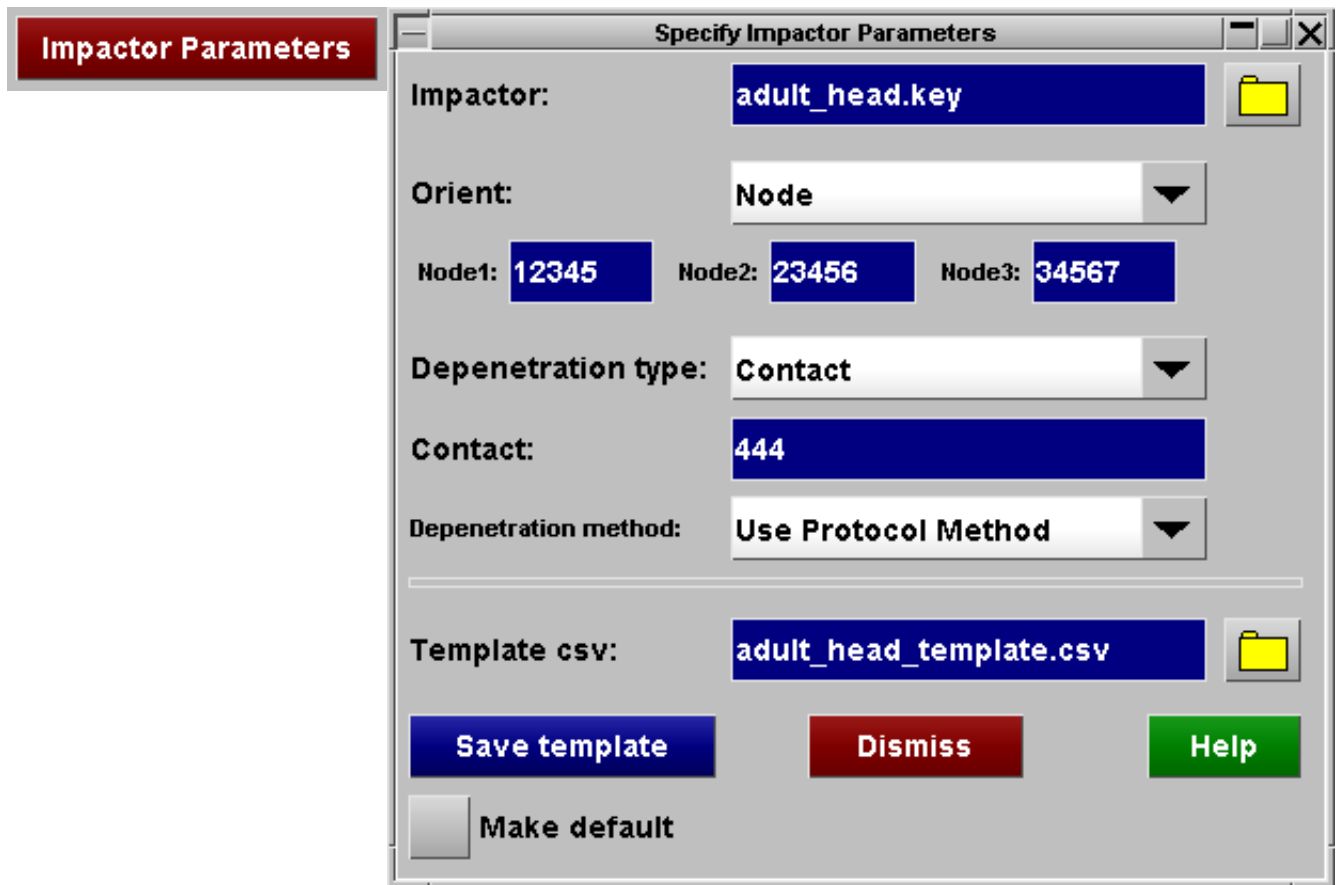 Impactor Parameters
Specify Impactor Parameters
Impactor: adult_head.key
Orient: Node
Node1: 12345 Node2: 23456 Node3: 34567
Depenetration type: Contact
Contact: 444
Depenetration method: Use Protocol Method
Template csv: adult_head_template.csv
Save template Dismiss Help
Make default